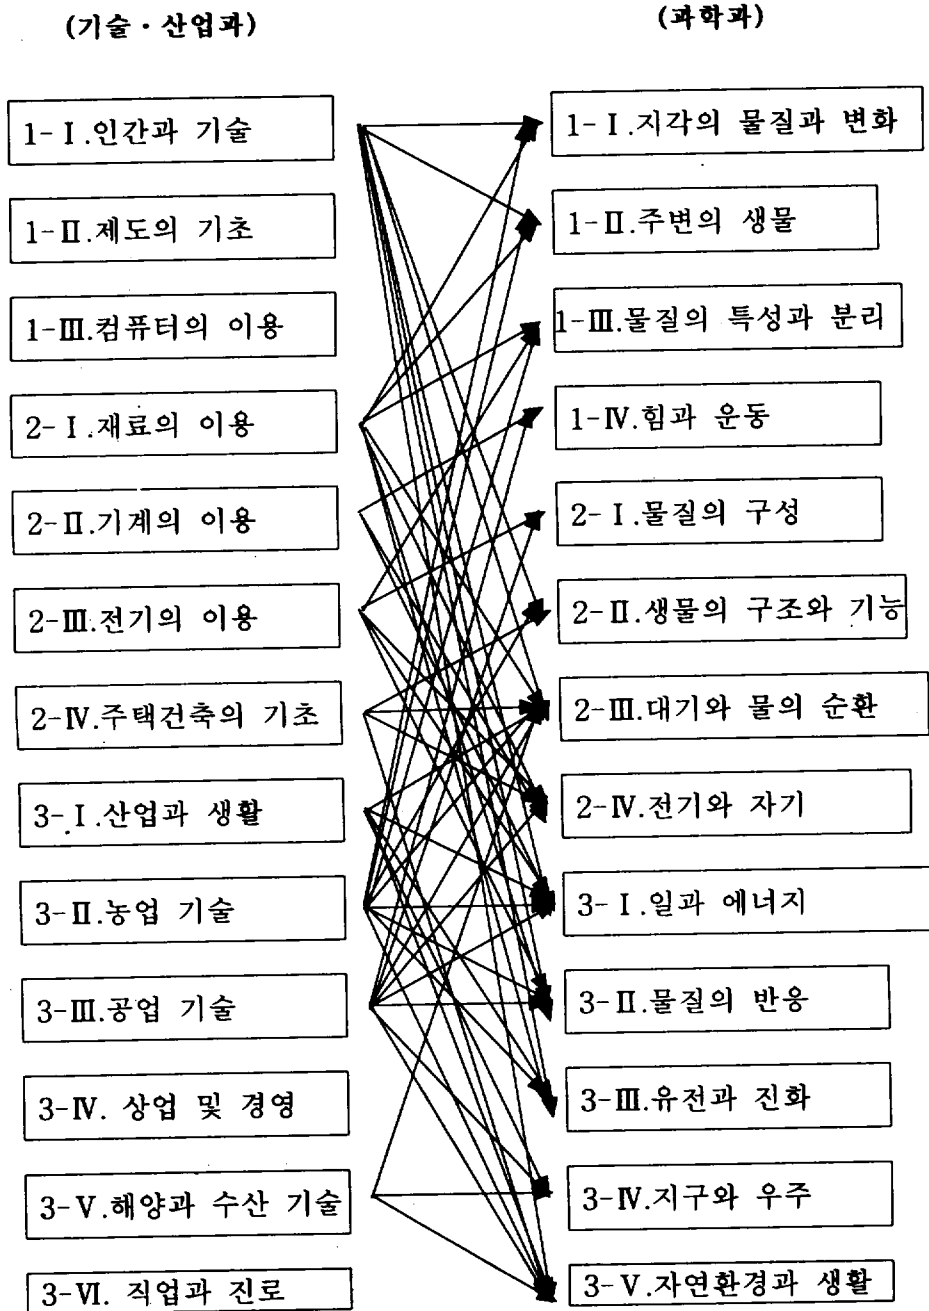 (기술·산업과)
(과학과)
1-Ⅰ.인간과 기술
1-Ⅱ.제도의 기초
1-Ⅲ.컴퓨터의 이용
2-Ⅰ.재료의 이용
2-Ⅱ.기계의 이용
2-Ⅲ.전기의 이용
2-Ⅳ.주택건축의 기초
3-Ⅰ.산업과 생활
3-Ⅱ.농업 기술
3-Ⅲ.공업 기술
3-Ⅳ. 상업 및 경영
3-Ⅴ.해양과 수산 기술
3-Ⅵ. 직업과 진로
1-Ⅰ.지각의 물질과 변화
1-Ⅱ.주변의 생물
1-Ⅲ.물질의 특성과 분리
1-Ⅳ.힘과 운동
2-Ⅰ.물질의 구성
2-Ⅱ.생물의 구조와 기능
2-Ⅲ.대기와 물의 순환
2-Ⅳ.전기와 자기
3-Ⅰ.일과 에너지
3-Ⅱ.물질의 반응
3-Ⅲ.유전과 진화
3-Ⅳ.지구와 우주
3-Ⅴ.자연환경과 생활